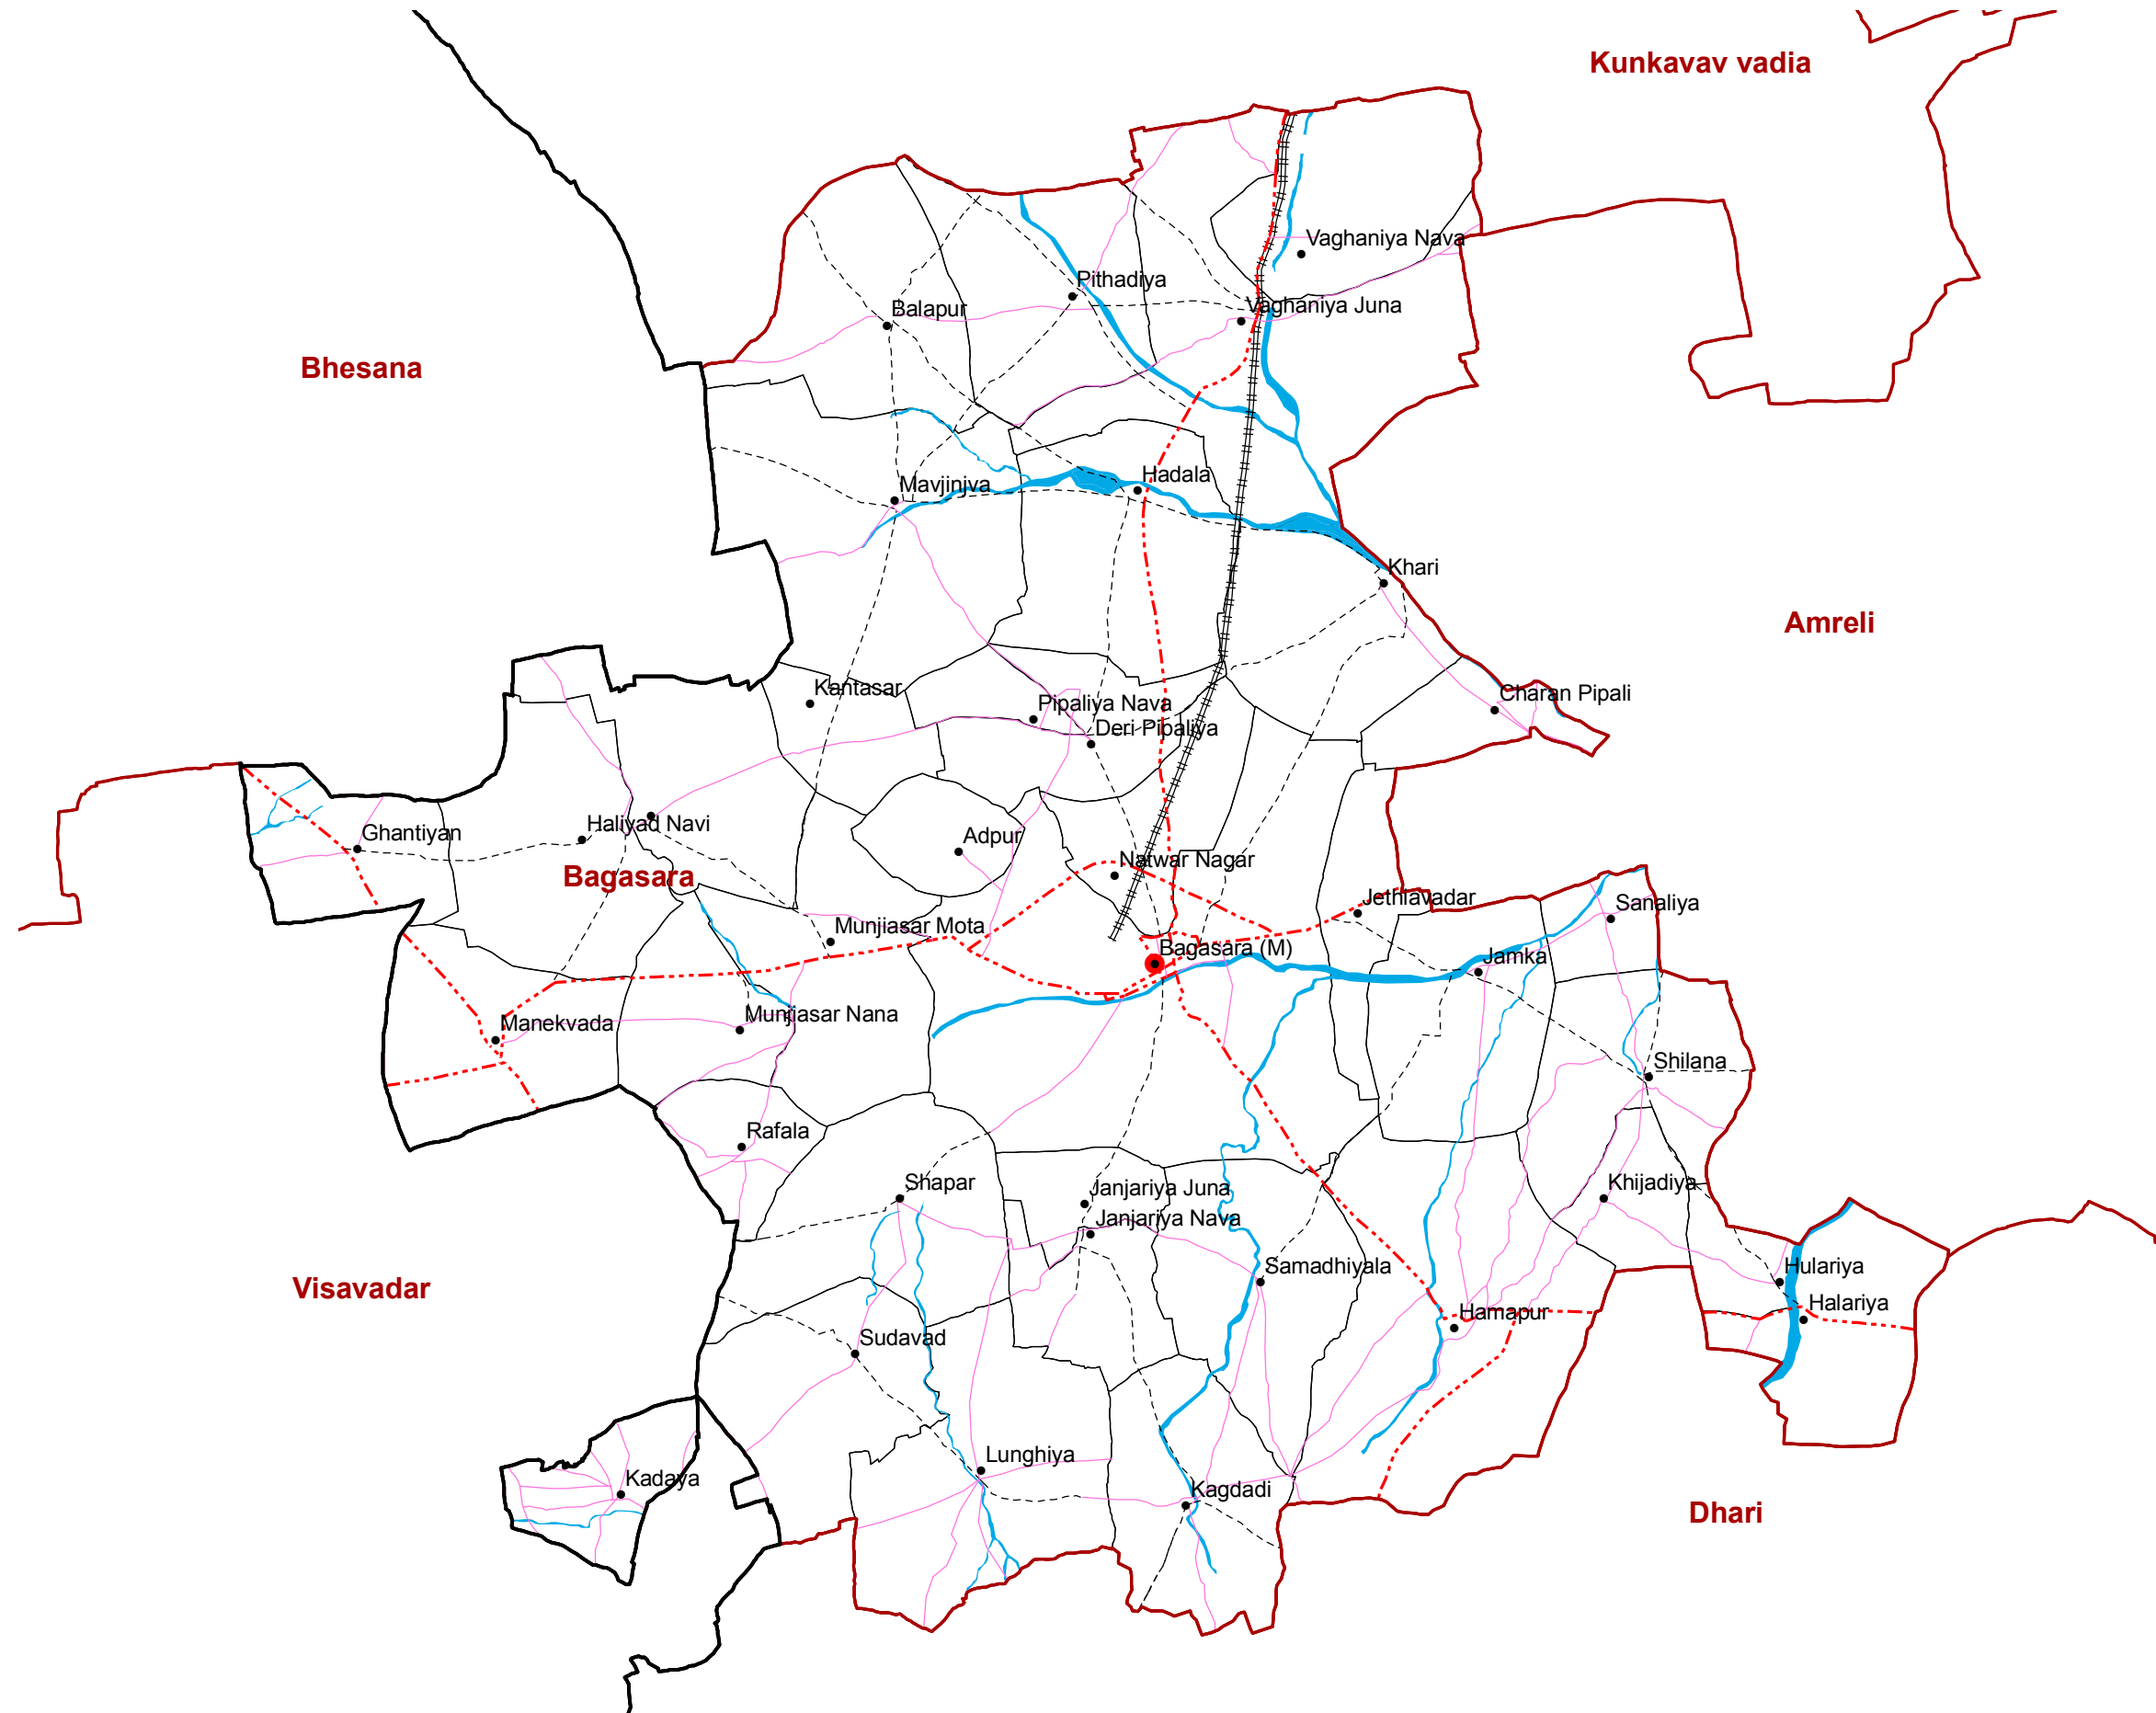 Kunkavav vadia
Vaghaniya Nava
Pithadiya
Vaghaniya Juna
Balapur
Bhesana
Hadala
Mavjinjva
Khari
Amreli
Kantasar
Charan Pipali
Pipaliya Nava
Deri Pipaliya
Haliyad Navi
Ghantiyan
Adpur
Natwar Nagar
Bagasara
Jethiavadar
Sanaliya
Munjiasar Mota
Bagasara (M)
Jamka
Munjiasar Nana
Manekvada
Shilana
Rafala
Shapar
Janjariya Juna
Khijadiya
Janjariya Nava
Samadhiyala
Hulariya
Visavadar
Halariya
Hamapur
Sudavad
Lunghiya
Kadaya
Kagdadi
Dhari